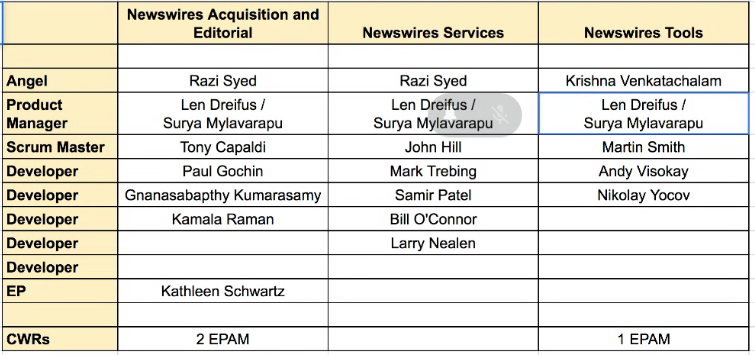 Newswires Acquisition and
Editorial
Newswires Services
Newswires Tools
Angel
Razi Syed
Razi Syed
Krishna Venkatachalam
Product
Manager
Len Dreifus /
Surya Mylavarapu
Len Dreifus /
Surya Mylavarapu
Len Dreifus /
Surya Mylavarapu
Scrum Master
Tony Capaldi
John Hill
Martin Smith
Developer
Paul Gochin
Mark Trebing
Andy Visokay
Developer
Gnanasabapthy Kumarasamy
Samir Patel
Nikolay Yocov
Developer
Kamala Raman
Bill O'Connor
Developer
Larry Nealen
Developer
EP
Kathleen Schwartz
CWRs
2 EPAM
1 EPAM